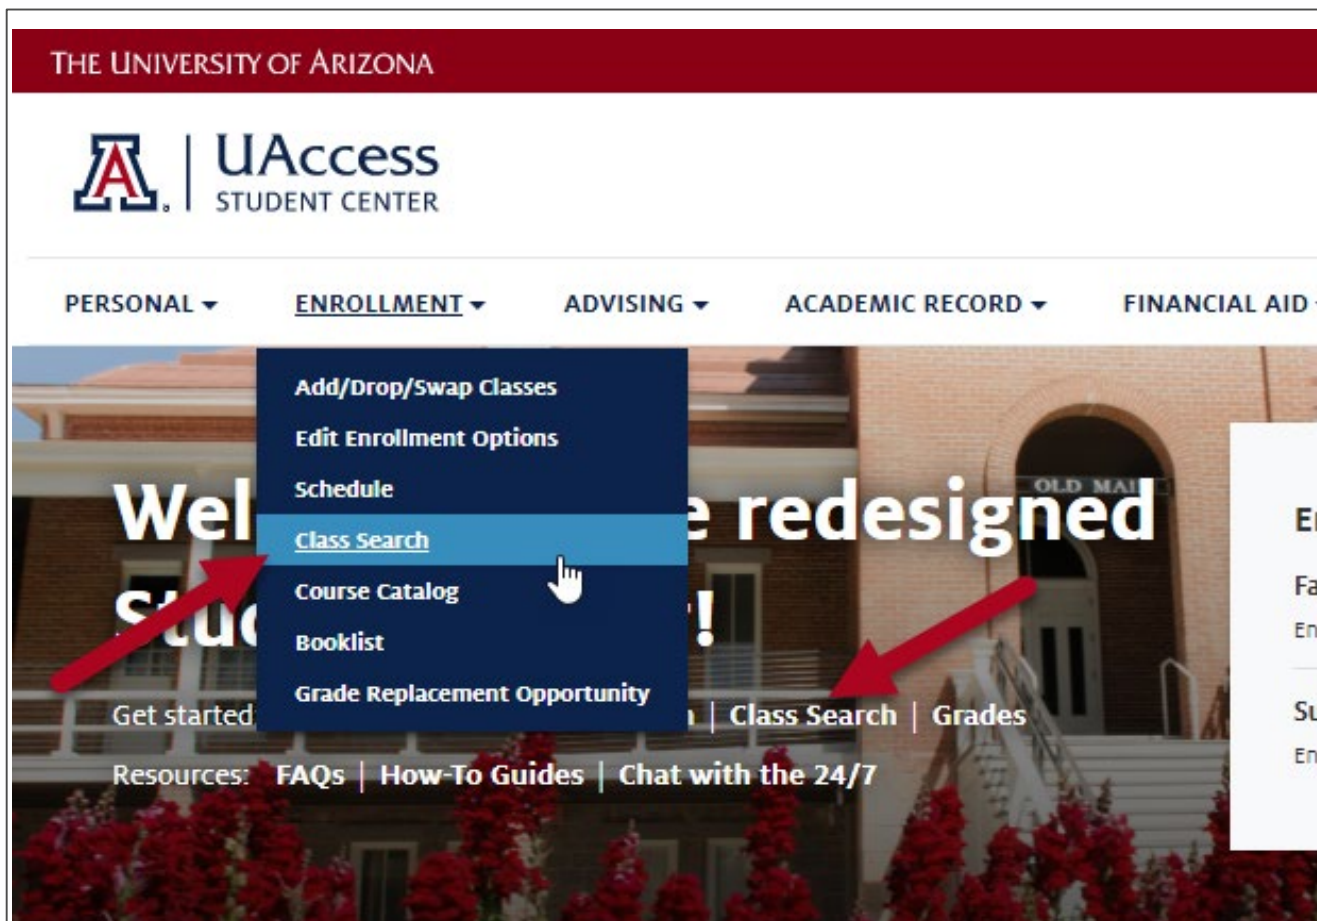 THE UNIVERSITY OF ARIZONA
A
UAccess
STUDENT CENTER
PERSONAL
ENROLLMENT
ADVISING
ACADEMIC RECORD
FINANCIAL AID
Add/Drop/Swap Classes
Edit Enrollment Options
Schedule
Class Search
Course Catalog
Booklist
Grade Replacement Opportunity
redesigned
OLD
Get started
| Class Search | Grades
Resources: FAQs | How-To Guides | Chat with the 24/7